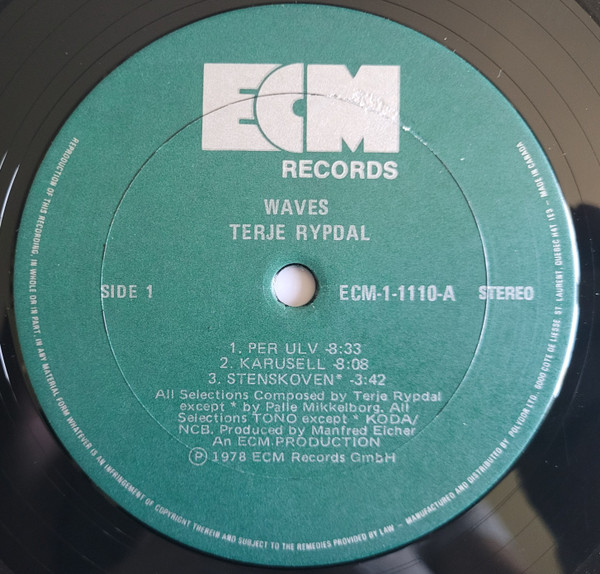 ECM
RECORDS
WAVES
TERJE RYPDAL
SIDE 1
ECM-1-1110-A STEREO
1. PER ULV -8:33
2. KARUSELL -8:08
3. STENSKOVEN* -3:42
All Selections Composed by Terje Rypdal
except * by Palle Mikkelborg. All
Selections TONO except * KODA/
NCB. Produced by Manfred Eicher
An ECM PRODUCTION
Ⓟ 1978 ECM Records GmbH
REPRODUCTION OF THIS RECORDING, IN WHOLE OR IN PART, IN ANY MATERIAL FORM WHATEVER IS AN INFRINGEMENT OF COPYRIGHT THEREIN AND SUBJECT TO THE REMEDIES PROVIDED BY LAW – MANUFACTURED AND DISTRIBUTED BY POLYDOR LTD. 6000 COTE DE LIESSE ST. LAURENT, QUEBEC H4T 1E3 – MADE IN CANADA